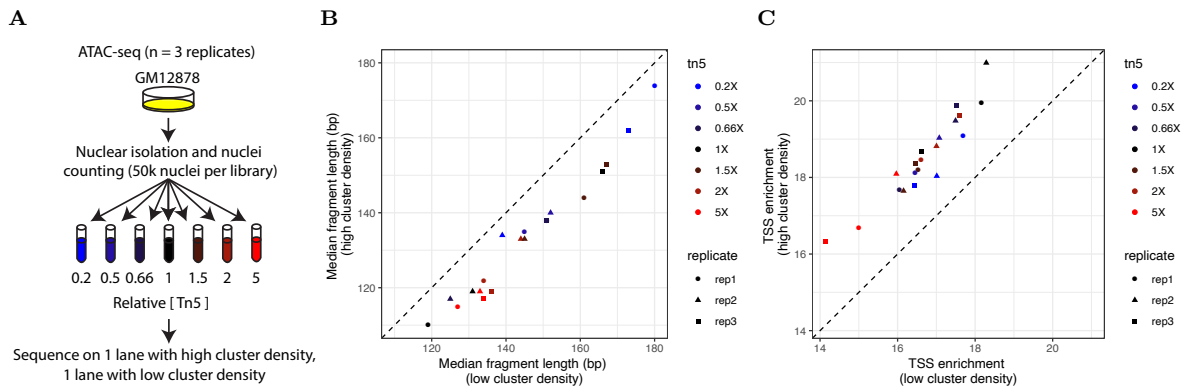 A
ATAC-seq (n = 3 replicates)
GM12878
Nuclear isolation and nuclei
counting (50k nuclei per library)
0.2 0.5 0.66 1 1.5 2 5
Relative [ Tn5 ]
Sequence on 1 lane with high cluster density,
1 lane with low cluster density
B
Median fragment length (bp)
(high cluster density)
180
160
140
120
120 140 160 180
Median fragment length (bp)
(low cluster density)
tn5
0.2X
0.5X
0.66X
1X
1.5X
2X
5X
replicate
rep1
rep2
rep3
C
TSS enrichment
(high cluster density)
20
18
16
14
14 16 18 20
TSS enrichment
(low cluster density)
tn5
0.2X
0.5X
0.66X
1X
1.5X
2X
5X
replicate
rep1
rep2
rep3